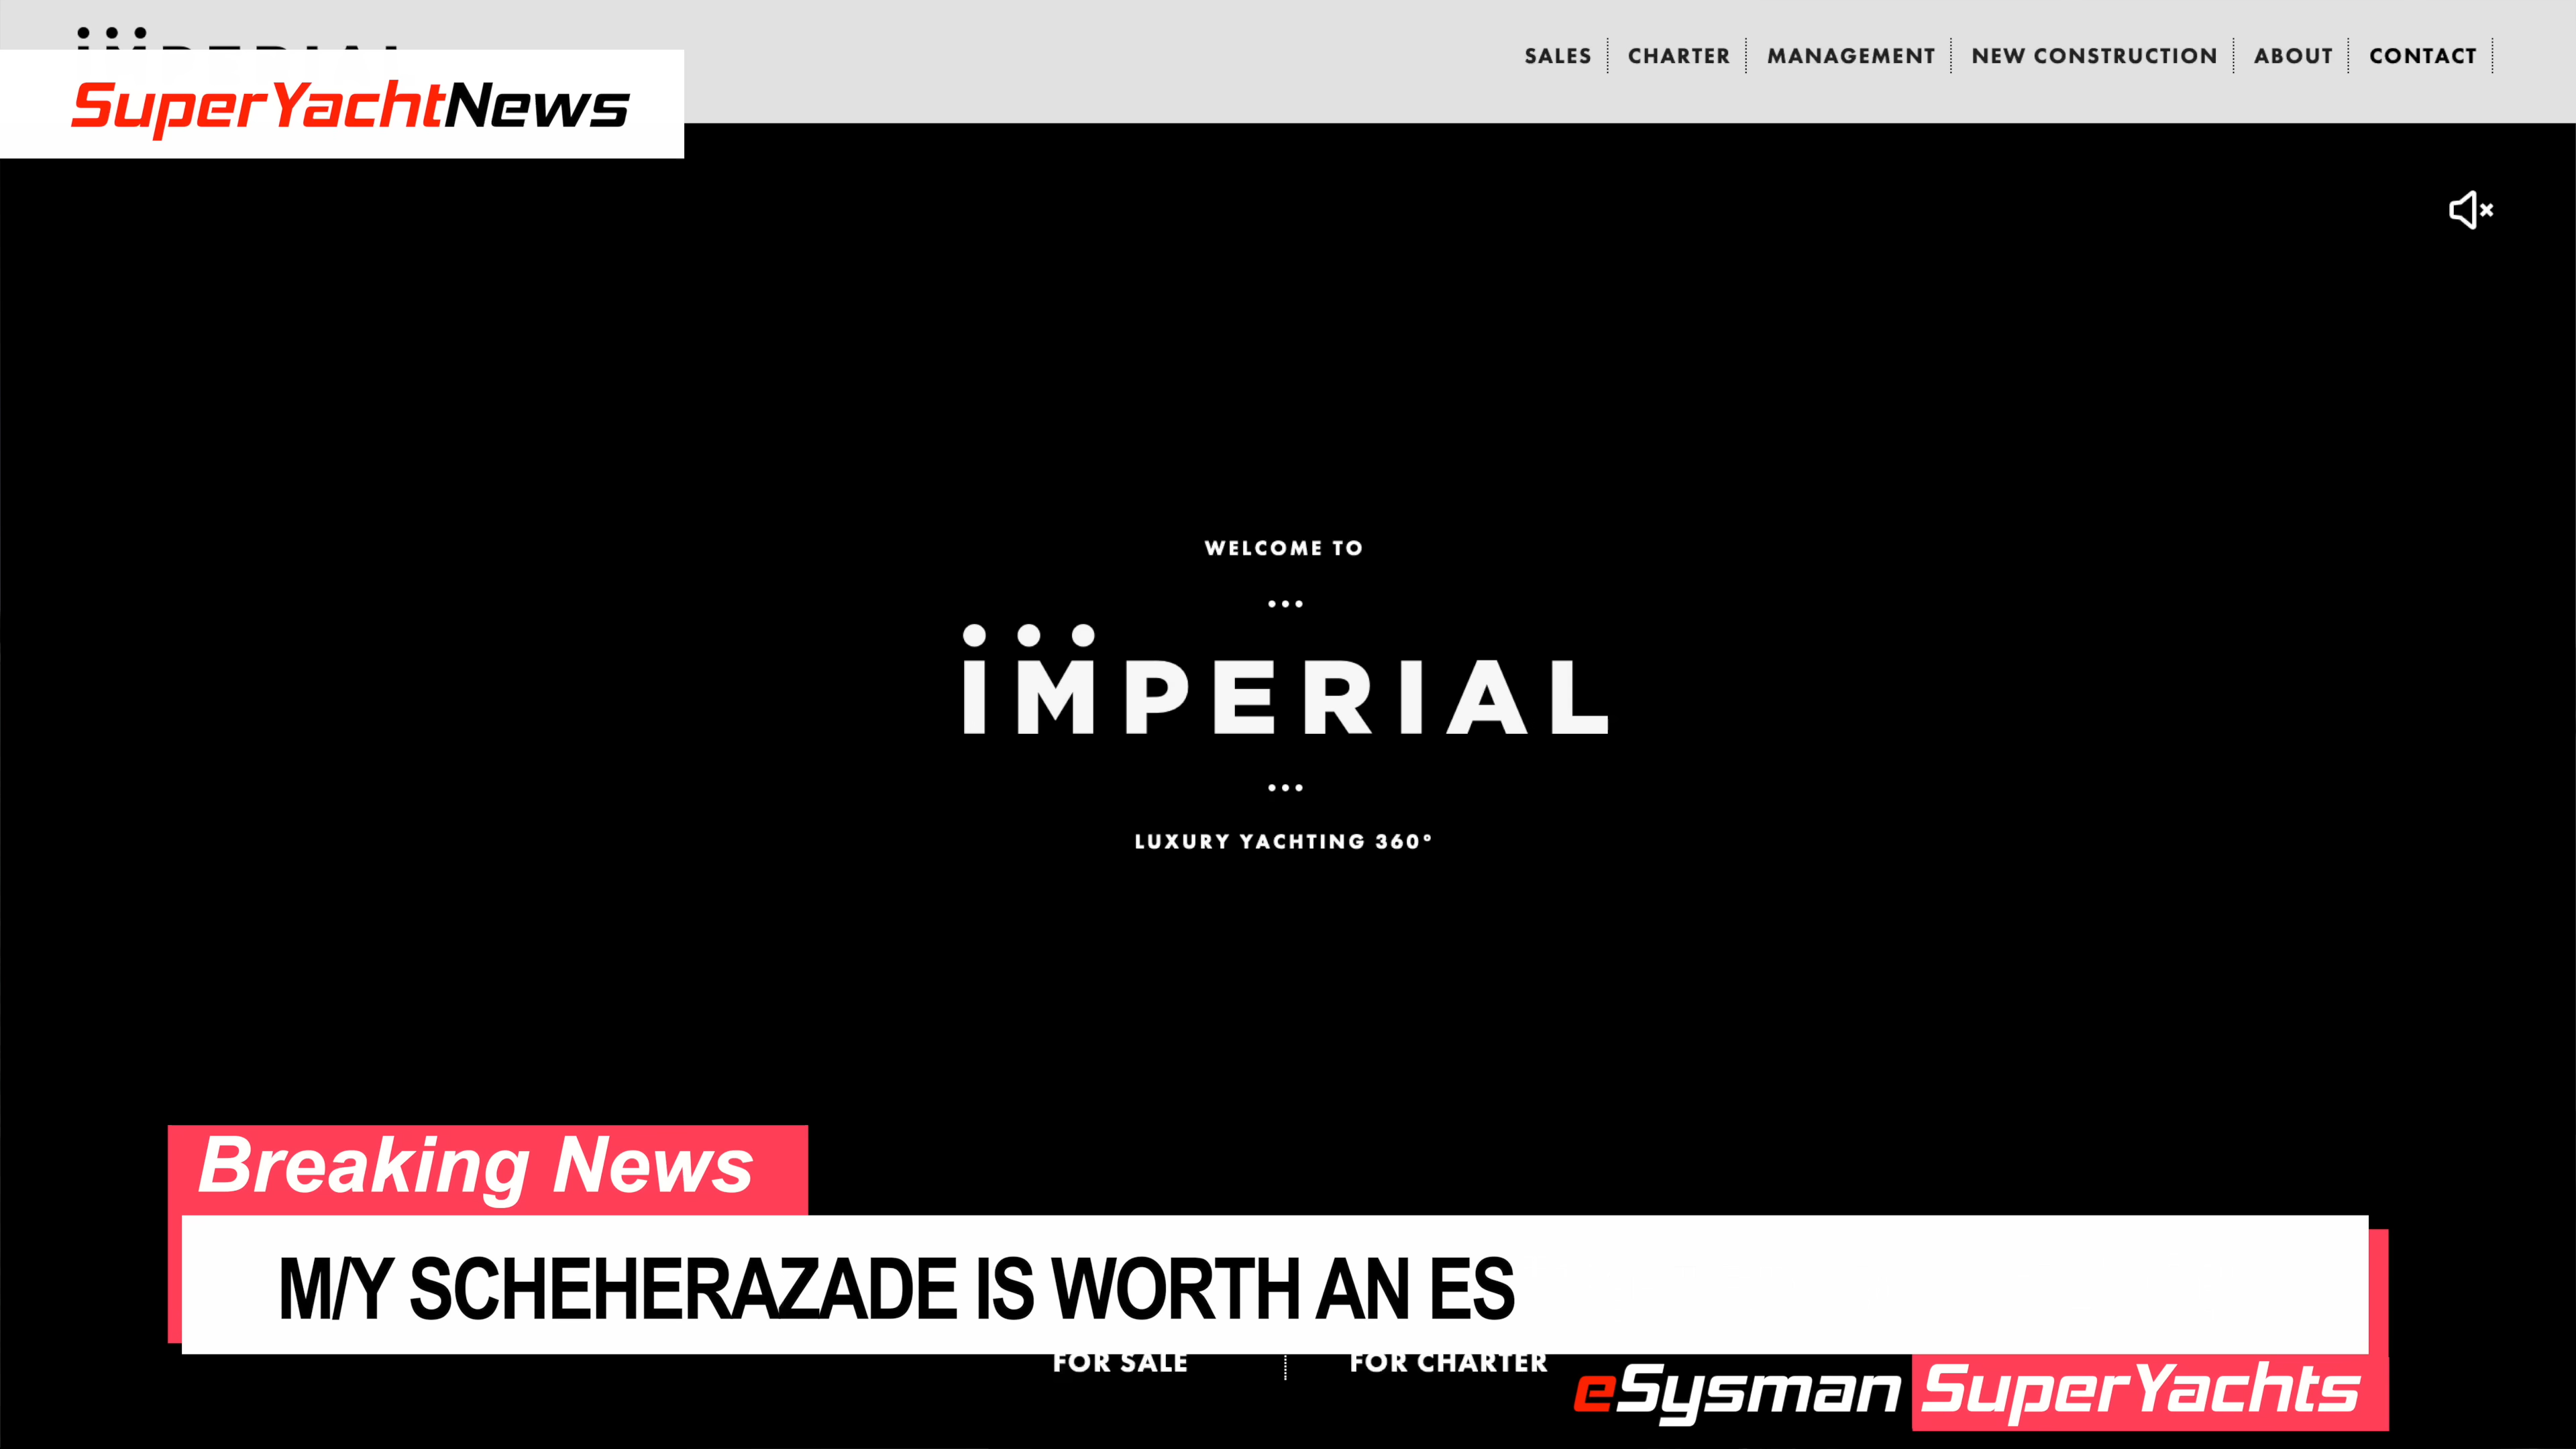 IMPERIAL
SALES CHARTER MANAGEMENT NEW CONSTRUCTION ABOUT CONTACT
SuperYachtNews
WELCOME TO
IMPERIAL
LUXURY YACHTING 360°
Breaking News
M/Y SCHEHERAZADE IS WORTH AN ES
FOR SALE FOR CHARTER
eSysman SuperYachts